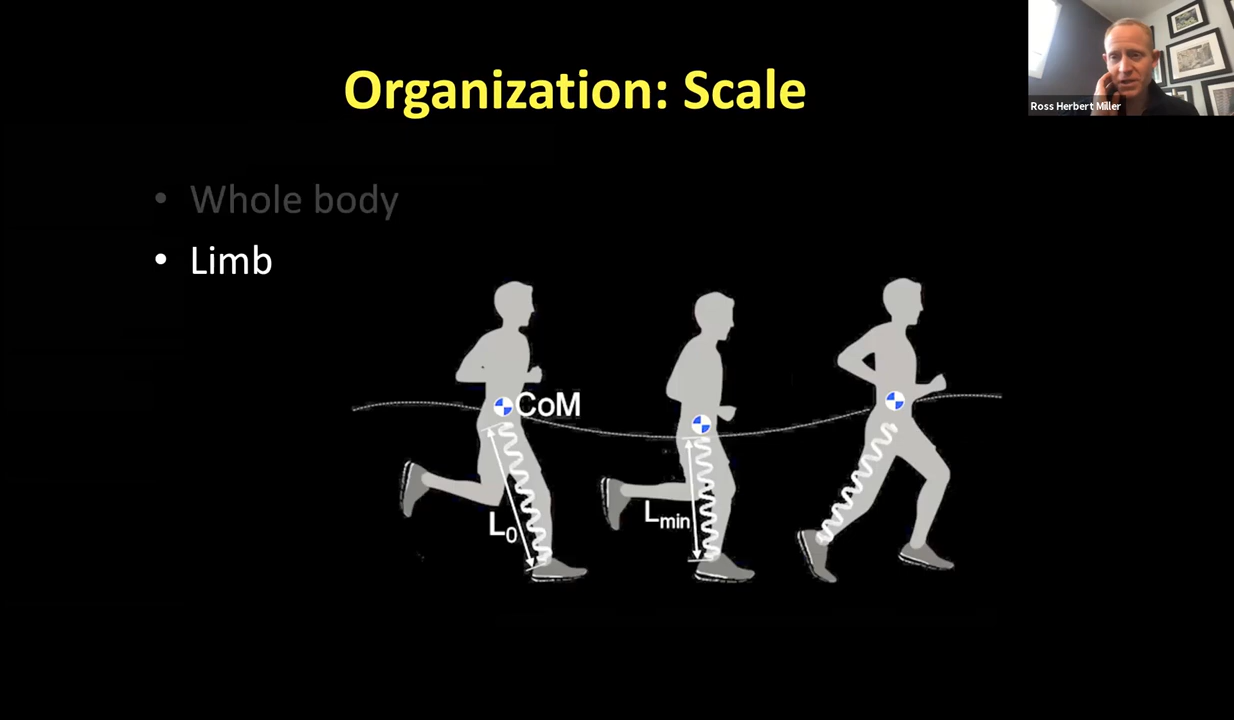 Organization: Scale
Ross Herbert Miller
• Whole body
• Limb
CoM
L0
Lmin